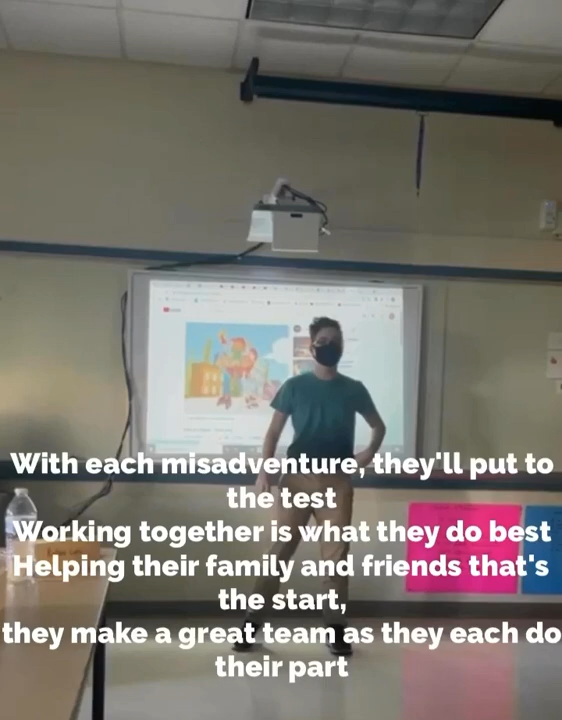 With each misadventure, they'll put to
the test
Working together is what they do best
Helping their family and friends that's
the start,
they make a great team as they each do
their part